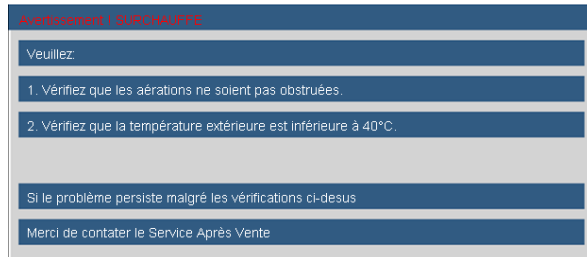 Avertissement : SURCHAUFFE
Veuillez:
1. Vérifiez que les aérations ne soient pas obstruées.
2. Vérifiez que la température extérieure est inférieure à 40°C.
Si le problème persiste malgré les vérifications ci-desus
Merci de contater le Service Après Vente